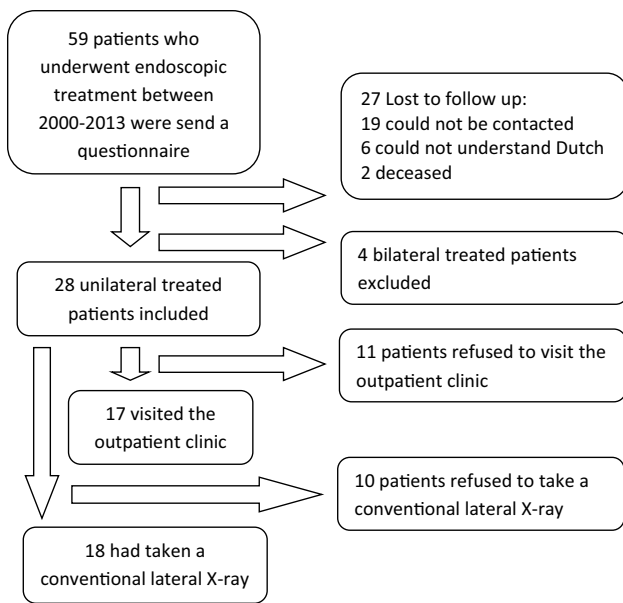 59 patients who
underwent endoscopic
treatment between
2000-2013 were send a
questionnaire
27 Lost to follow up:
19 could not be contacted
6 could not understand Dutch
2 deceased
4 bilateral treated patients
excluded
28 unilateral treated
patients included
11 patients refused to visit the
outpatient clinic
17 visited the
outpatient clinic
10 patients refused to take a
conventional lateral X-ray
18 had taken a
conventional lateral X-ray